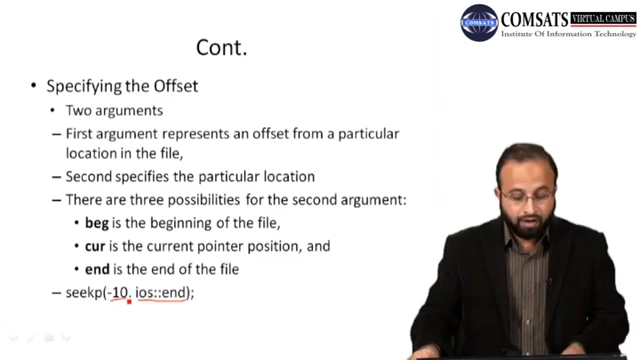 COMSATS VIRTUAL CAMPUS
Institute Of Information Technology
COMSATS
Cont.
• Specifying the Offset
• Two arguments
– First argument represents an offset from a particular
location in the file,
– Second specifies the particular location
– There are three possibilities for the second argument:
• beg is the beginning of the file,
• cur is the current pointer position, and
• end is the end of the file
– seekp(-10, ios::end);